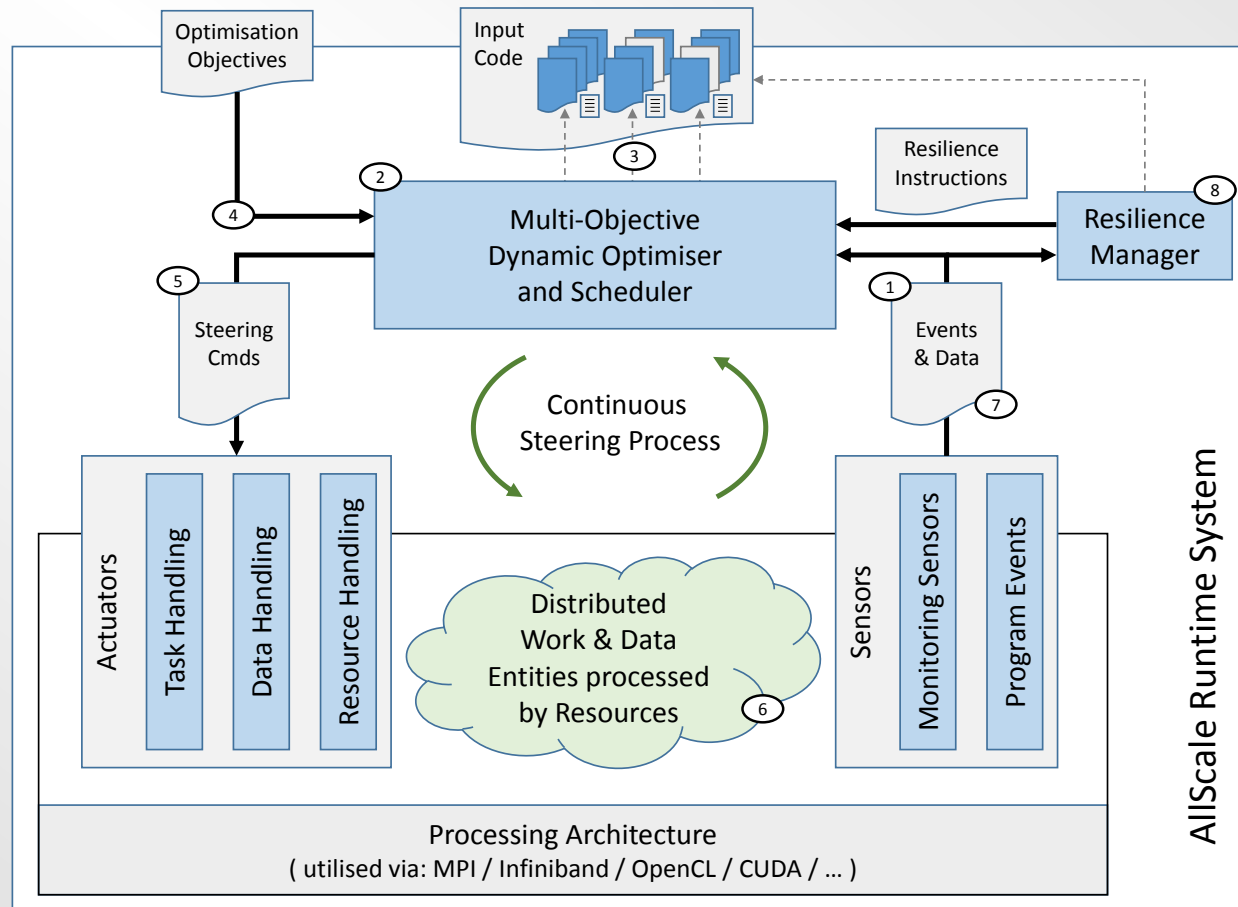 Optimisation
Objectives
Input
Code
3
Resilience
Instructions
2
8
4
Multi-Objective
Dynamic Optimiser
and Scheduler
Resilience
Manager
5
1
Steering
Cmds
Events
& Data
7
Continuous
Steering Process
Actuators
Task Handling
Data Handling
Resource Handling
Distributed
Work & Data
Entities processed
by Resources
6
Sensors
Monitoring Sensors
Program Events
AllScale Runtime System
Processing Architecture
( utilised via: MPI / Infiniband / OpenCL / CUDA / … )